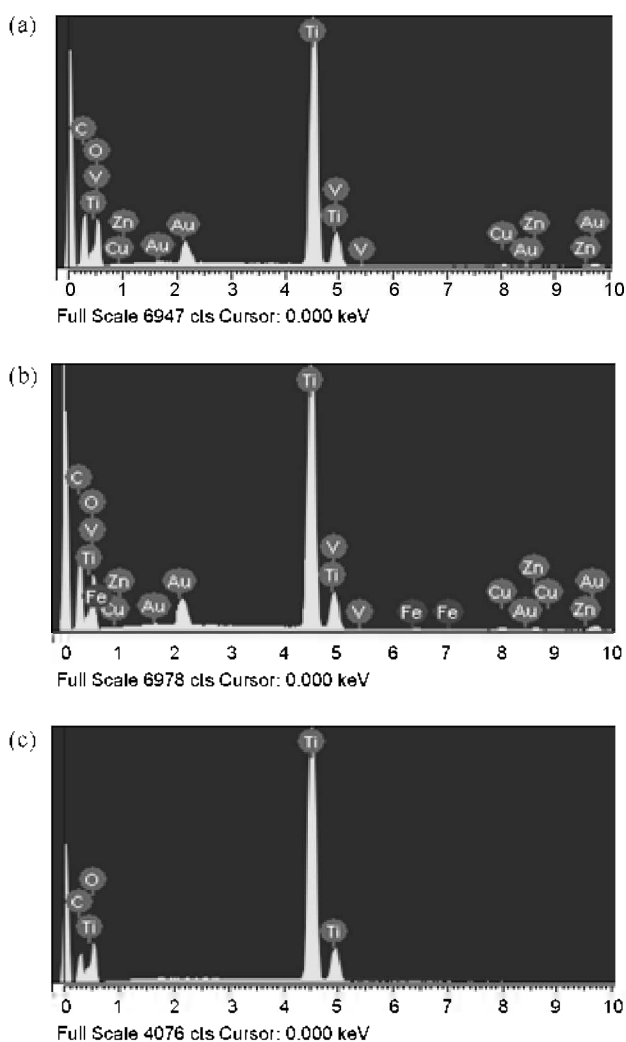 (a)
Ti
C
O
V
V
Ti
Zn
Au
Ti
Cu
Zn
Au
Cu
Au
V
Au
Zn
0 1 2 3 4 5 6 7 8 9 10
Full Scale 6947 cts Cursor: 0.000 keV
(b)
Ti
C
O
V
V
Ti
Zn
Au
Ti
Zn
Au
Fe
Cu
Au
V
Fe
Fe
Cu
Cu
Au
Zn
0 1 2 3 4 5 6 7 8 9 10
Full Scale 6978 cts Cursor: 0.000 keV
(c)
Ti
O
C
Ti
Ti
0 1 2 3 4 5 6 7 8 9 10
Full Scale 4076 cts Cursor: 0.000 keV